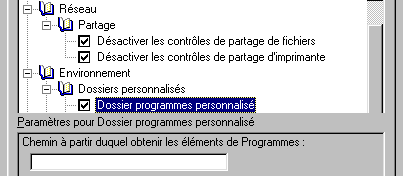 Réseau
Partage
Désactiver les contrôles de partage de fichiers
Désactiver les contrôles de partage d'imprimante
Environnement
Dossiers personnalisés
Dossier programmes personnalisé
Paramètres pour Dossier programmes personnalisé
Chemin à partir duquel obtenir les éléments de Programmes :